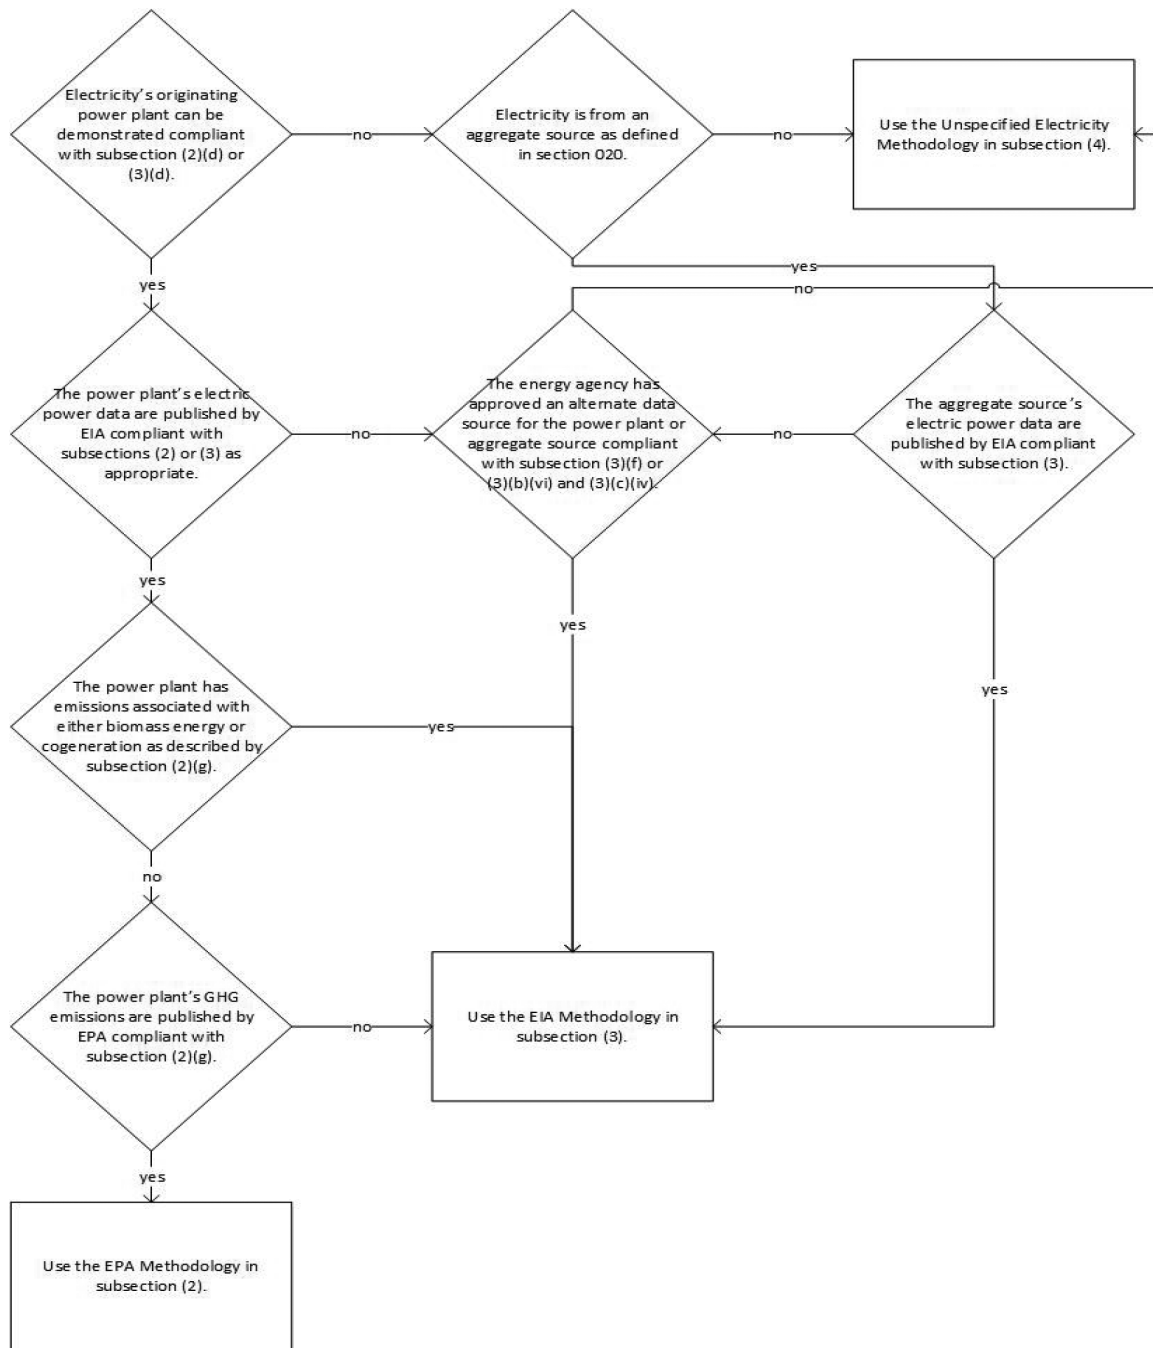 Electricity's originating
power plant can be
demonstrated compliant
with subsection (2)(d) or
(3)(d).
no
Electricity is from an
aggregate source as defined
in section 020.
no
Use the Unspecified Electricity
Methodology in subsection (4).
yes
yes
no
The power plant's electric
power data are published by
EIA compliant with
subsections (2) or (3) as
appropriate.
no
The energy agency has
approved an alternate data
source for the power plant or
aggregate source compliant
with subsection (3)(f) or
(3)(b)(vi) and (3)(c)(iv).
no
The aggregate source's
electric power data are
published by EIA compliant
with subsection (3).
yes
yes
yes
The power plant has
emissions associated with
either biomass energy or
cogeneration as described by
subsection (2)(g).
yes
no
The power plant's GHG
emissions are published by
EPA compliant with
subsection (2)(g).
no
Use the EIA Methodology in
subsection (3).
yes
Use the EPA Methodology in
subsection (2).